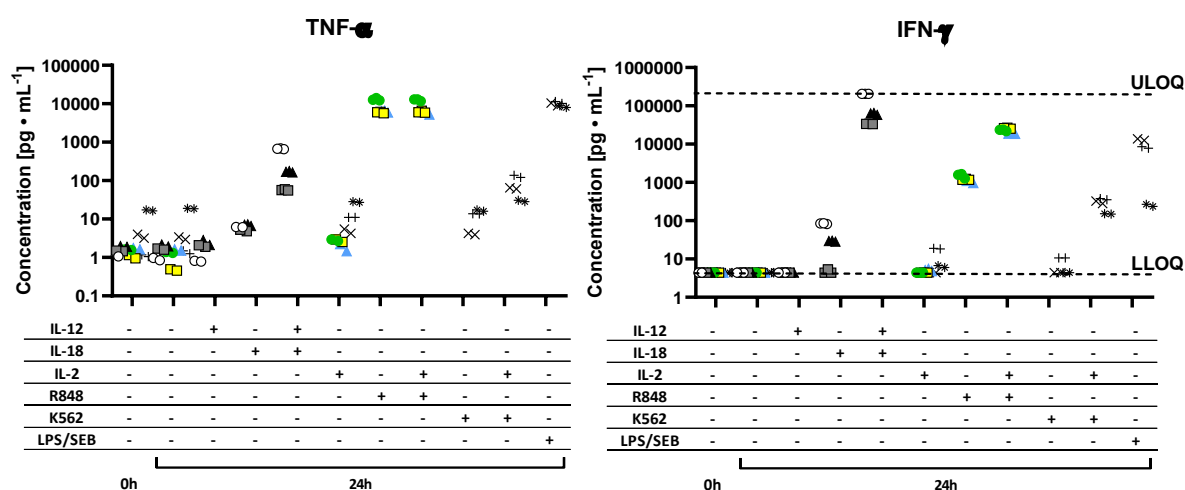 TNF-α
Concentration [pg • mL⁻¹]
100000
10000
1000
100
10
1
0.1
IL-12 - - + - + - - - - - -
IL-18 - - - + + - - - - - -
IL-2 - - - - - + - + - + -
R848 - - - - - - + + - - -
K562 - - - - - - - - + + -
LPS/SEB - - - - - - - - - - +
0h 24h
IFN-γ
Concentration [pg • mL⁻¹]
1000000
100000
10000
1000
100
10
1
ULOQ
LLOQ
IL-12 - - + - + - - - - - -
IL-18 - - - + + - - - - - -
IL-2 - - - - - + - + - + -
R848 - - - - - - + + - - -
K562 - - - - - - - - + + -
LPS/SEB - - - - - - - - - - +
0h 24h